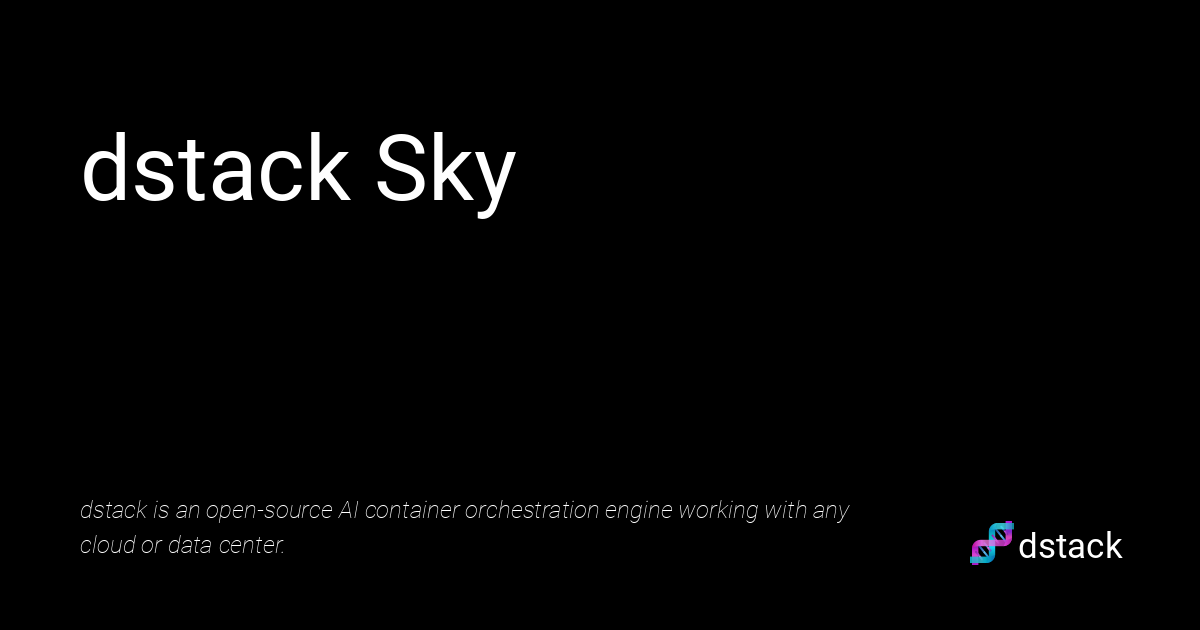 dstack Sky
dstack is an open-source AI container orchestration engine working with any
cloud or data center.
dstack